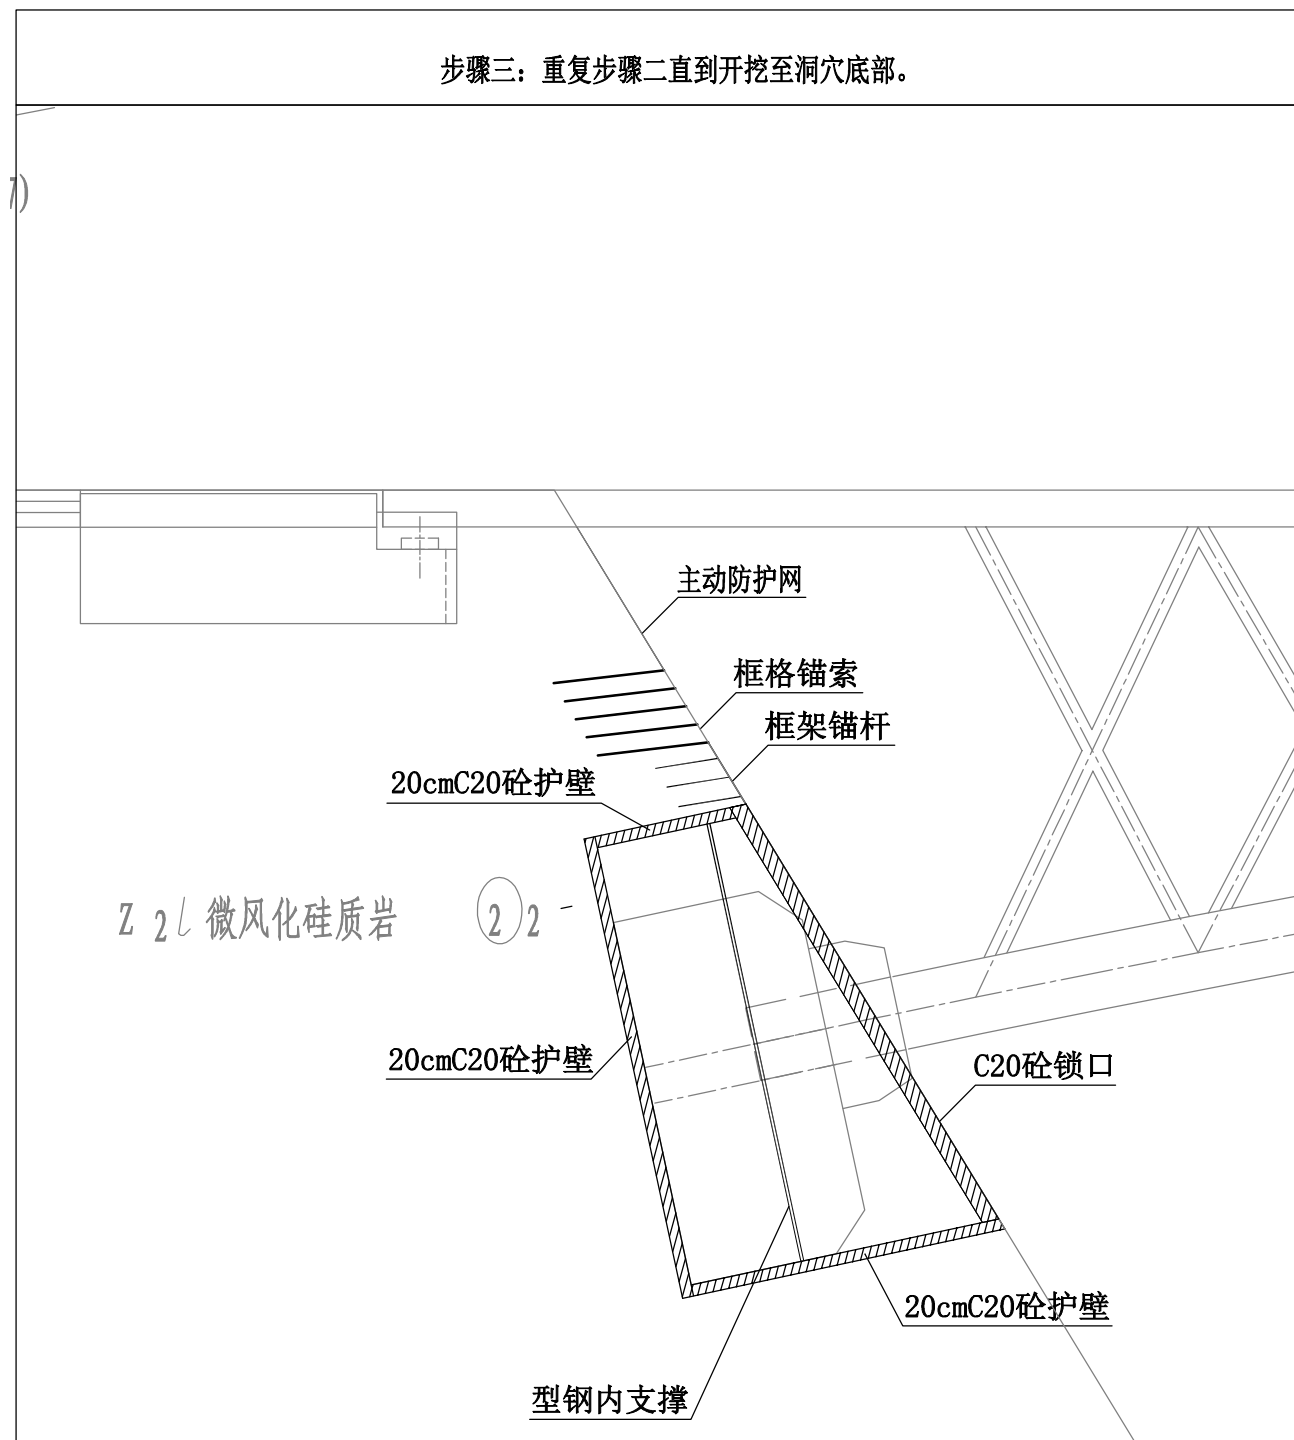 步骤三：重复步骤二直到开挖至洞穴底部。
7)
主动防护网
框格锚索
框架锚杆
20cmC20砼护壁
Z 2l 微风化硅质岩 ② 2
20cmC20砼护壁
C20砼锁口
20cmC20砼护壁
型钢内支撑